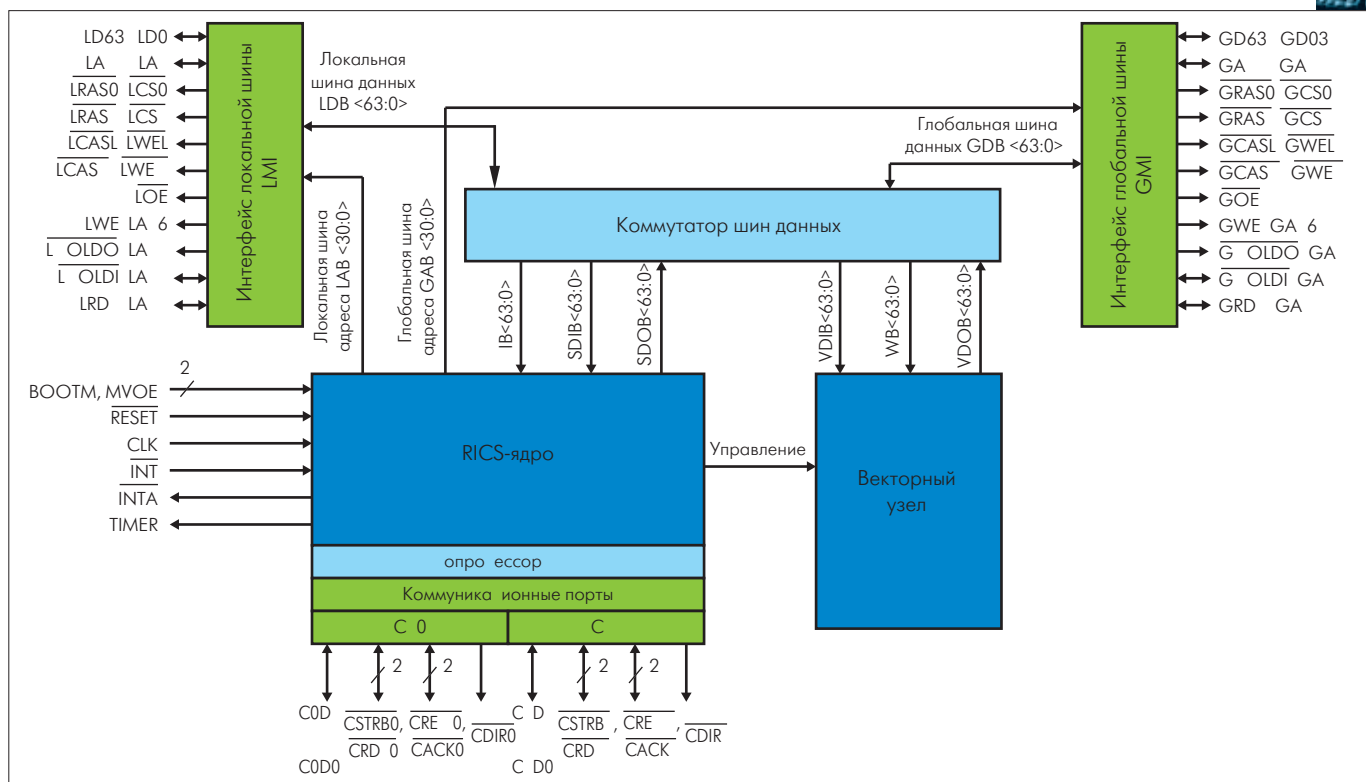 LD63 LD0
LA LA
LRAS0 LCS0
LRAS LCS
LCASL LWEL
LCAS LWE
LOE
LWE LA 6
L OLDO LA
L OLDI LA
LRD LA
Интерфейс локальной шины
LMI
Локальная
шина данных
LDB <63:0>
Глобальная шина
данных GDB <63:0>
Интерфейс глобальной шины
GMI
GD63 GD03
GA GA
GRAS0 GCS0
GRAS GCS
GCASL GWEL
GCAS GWE
GOE
GWE GA 6
G OLDO GA
G OLDI GA
GRD GA
Коммутатор шин данных
Локальная шина
адреса LAB <30:0>
Глобальная шина
адреса GAB <30:0>
IB<63:0>
SDIB<63:0>
SDOB<63:0>
VDIB<63:0>
WB<63:0>
VDOB<63:0>
BOOTM, MVOE
2
RESET
CLK
INT
INTA
TIMER
RICS-ядро
Управление
Векторный
узел
опро ессор
Коммуника ионные порты
C 0
C
2
2
2
2
C0D
C0D0
CSTRB0,
CRD 0
CRE 0,
CACK0
CDIR0
C D
C D0
CSTRB,
CRD
CRE,
CACK
CDIR